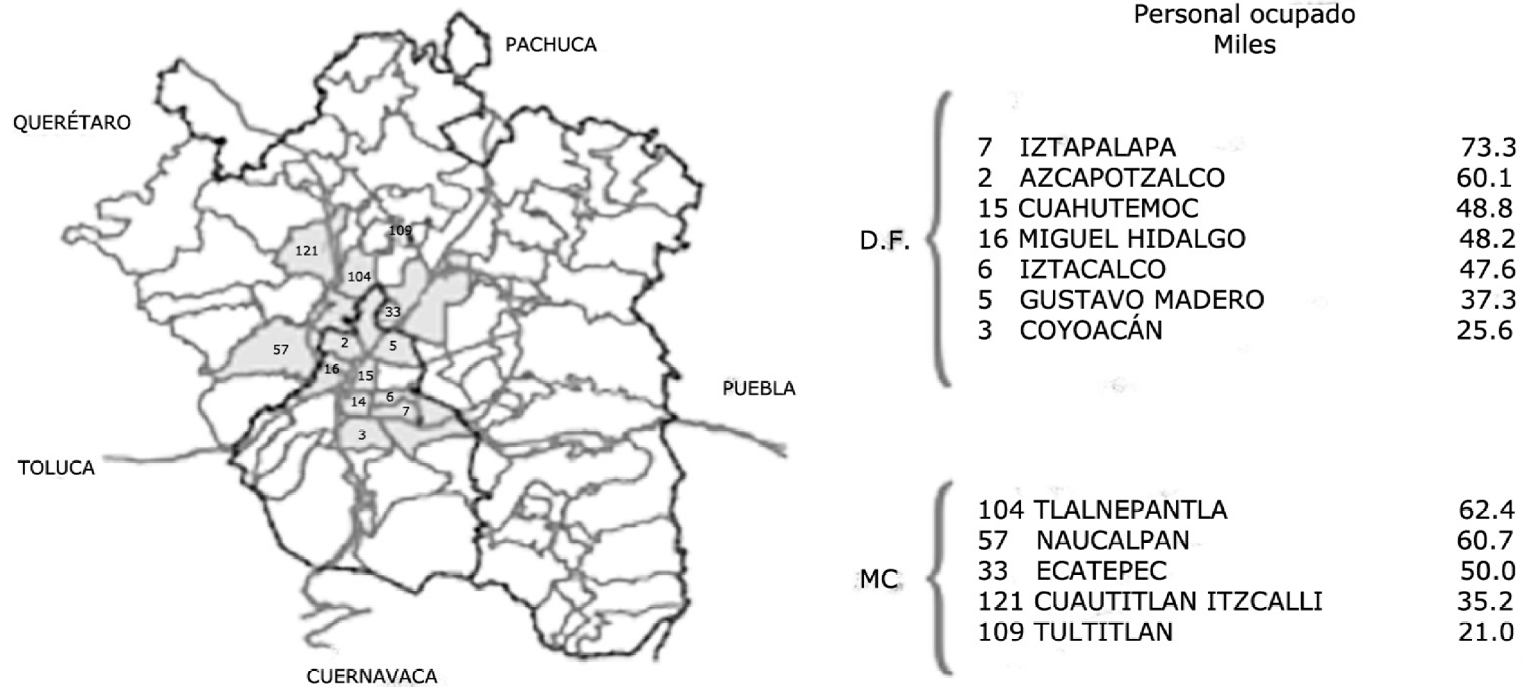 PACHUCA
QUERÉTARO
109
121
104
33
57
2
5
16
15
14
6
7
3
PUEBLA
TOLUCA
CUERNAVACA
Personal ocupado
Miles
D.F.
7 IZTAPALAPA 73.3
2 AZCAPOTZALCO 60.1
15 CUAHUTEMOC 48.8
16 MIGUEL HIDALGO 48.2
6 IZTACALCO 47.6
5 GUSTAVO MADERO 37.3
3 COYOACÁN 25.6
MC.
104 TLALNEPANTLA 62.4
57 NAUCALPAN 60.7
33 ECATEPEC 50.0
121 CUAUTITLAN ITZCALLI 35.2
109 TULTITLAN 21.0